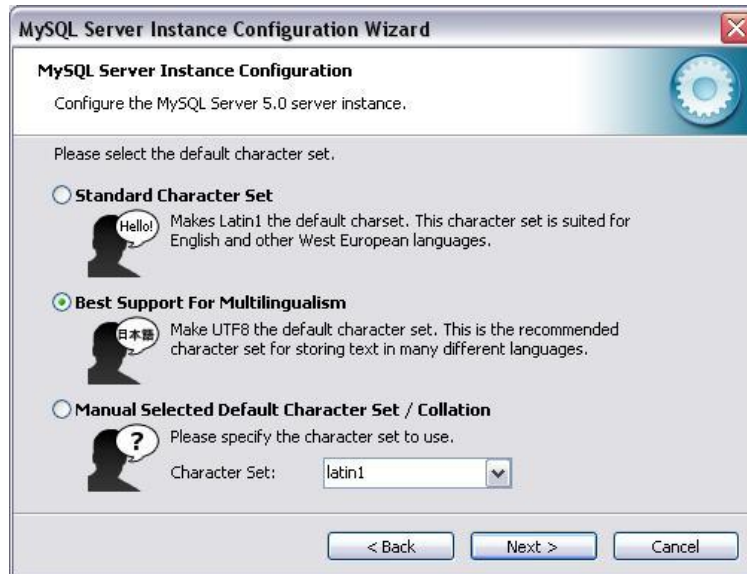 MySQL Server Instance Configuration Wizard
MySQL Server Instance Configuration
Configure the MySQL Server 5.0 server instance.
Please select the default character set.
Standard Character Set
Hello!
Makes Latin1 the default charset. This character set is suited for
English and other West European languages.
Best Support For Multilingualism
日本語
Make UTF8 the default character set. This is the recommended
character set for storing text in many different languages.
Manual Selected Default Character Set / Collation
?
Please specify the character set to use.
Character Set: latin1
< Back Next > Cancel